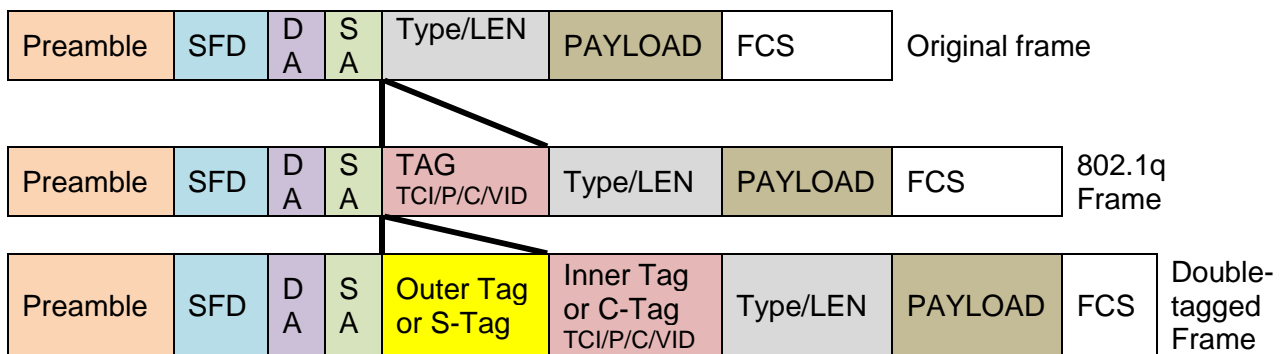 Preamble SFD D A S A Type/LEN PAYLOAD FCS Original frame
Preamble SFD D A S A TAG TCI/P/C/VID Type/LEN PAYLOAD FCS 802.1q Frame
Preamble SFD D A S A Outer Tag or S-Tag Inner Tag or C-Tag TCI/P/C/VID Type/LEN PAYLOAD FCS Double-tagged Frame